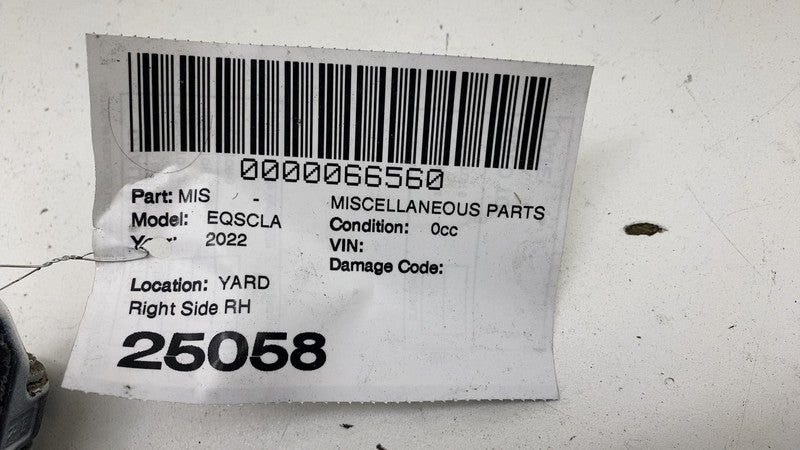 0000066560
Part: MIS - MISCELLANEOUS PARTS
Model: EQSCLA Condition: 0cc
2022 VIN:
Damage Code:
Location: YARD
Right Side RH
25058